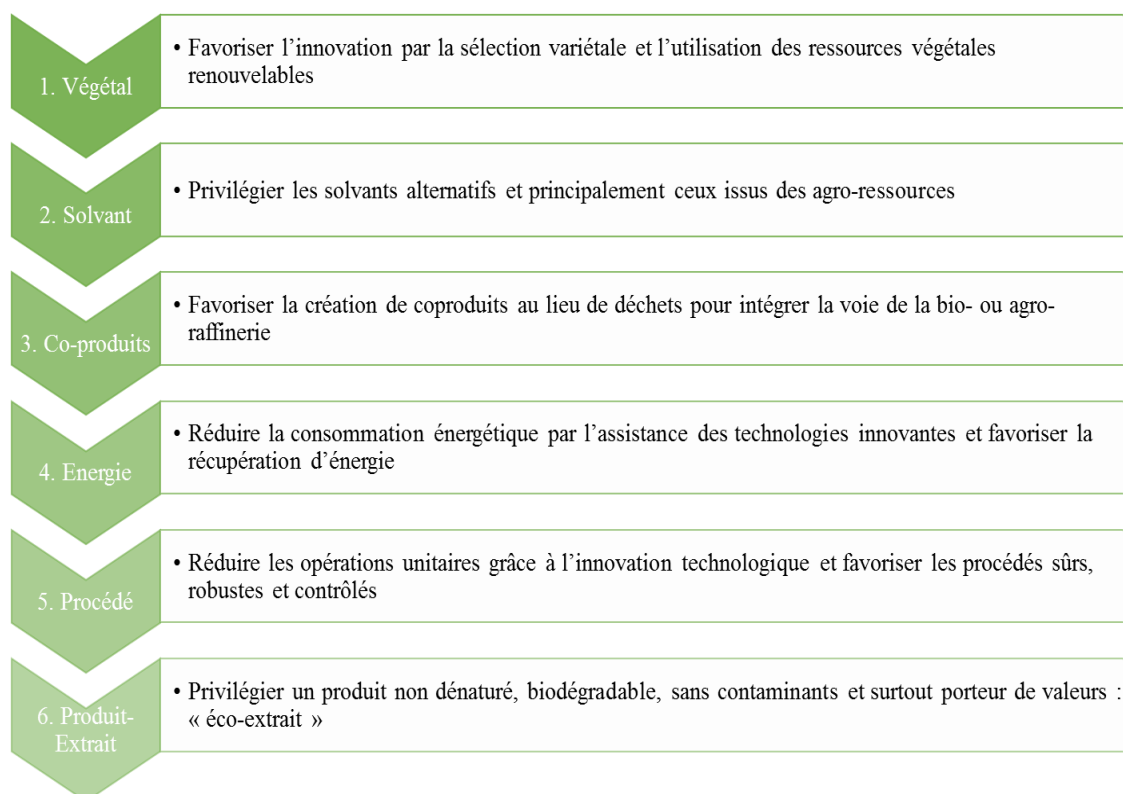 1. Végétal
• Favoriser l’innovation par la sélection variétale et l’utilisation des ressources végétales
renouvelables
2. Solvant
• Privilégier les solvants alternatifs et principalement ceux issus des agro-ressources
3. Co-produits
• Favoriser la création de coproduits au lieu de déchets pour intégrer la voie de la bio- ou agro-
raffinerie
4. Energie
• Réduire la consommation énergétique par l’assistance des technologies innovantes et favoriser la
récupération d’énergie
5. Procédé
• Réduire les opérations unitaires grâce à l’innovation technologique et favoriser les procédés sûrs,
robustes et contrôlés
6. Produit-
Extrait
• Privilégier un produit non dénaturé, biodégradable, sans contaminants et surtout porteur de valeurs :
« éco-extrait »